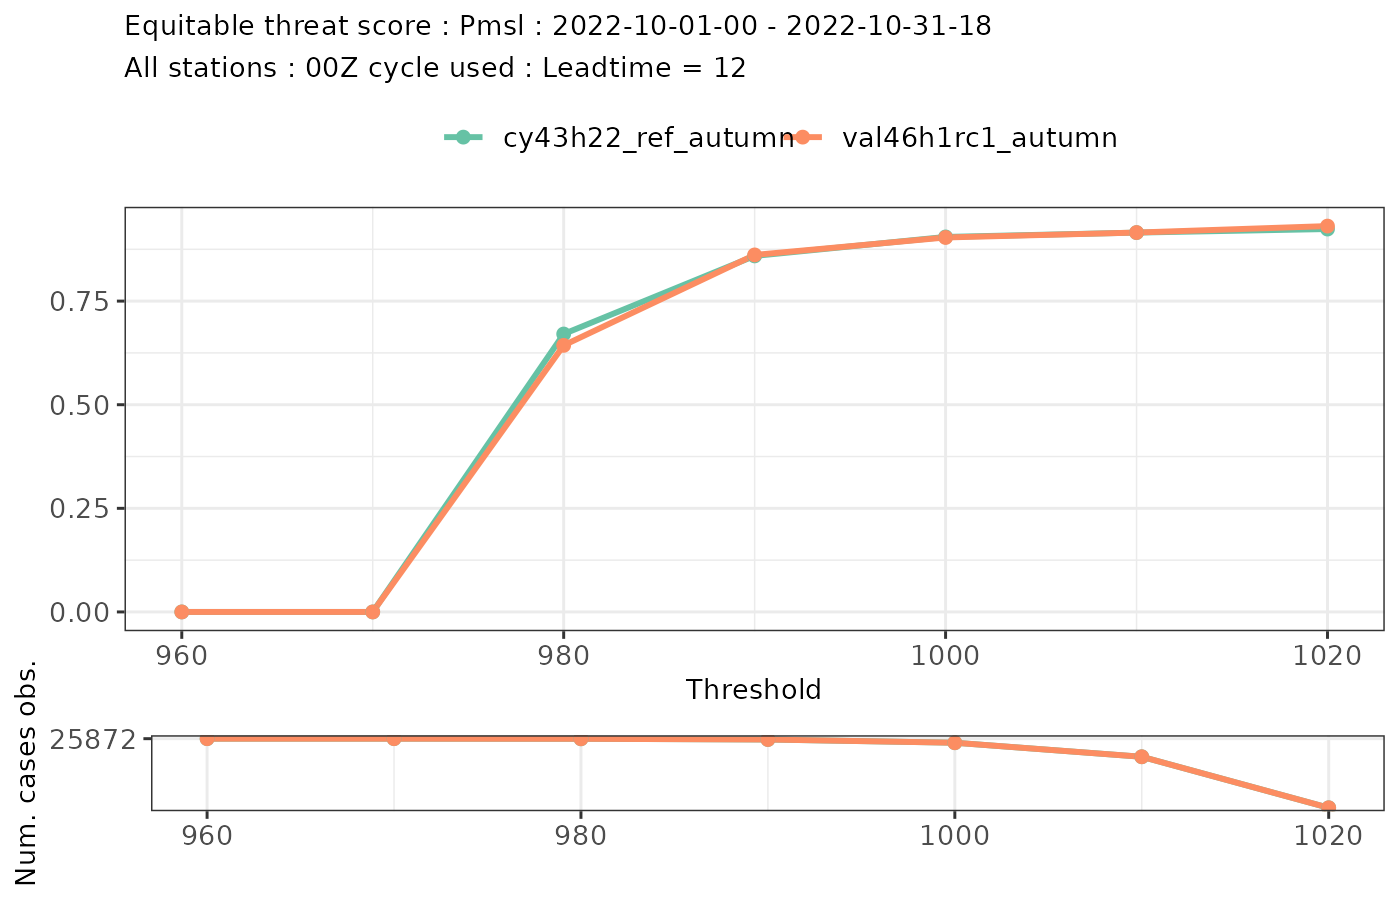 Equitable threat score : Pmsl : 2022-10-01-00 - 2022-10-31-18
All stations : 00Z cycle used : Leadtime = 12
cy43h22_ref_autumn val46h1rc1_autumn
0.75
0.50
0.25
0.00
960 980 1000 1020
Threshold
Num. cases obs.
25872
960 980 1000 1020